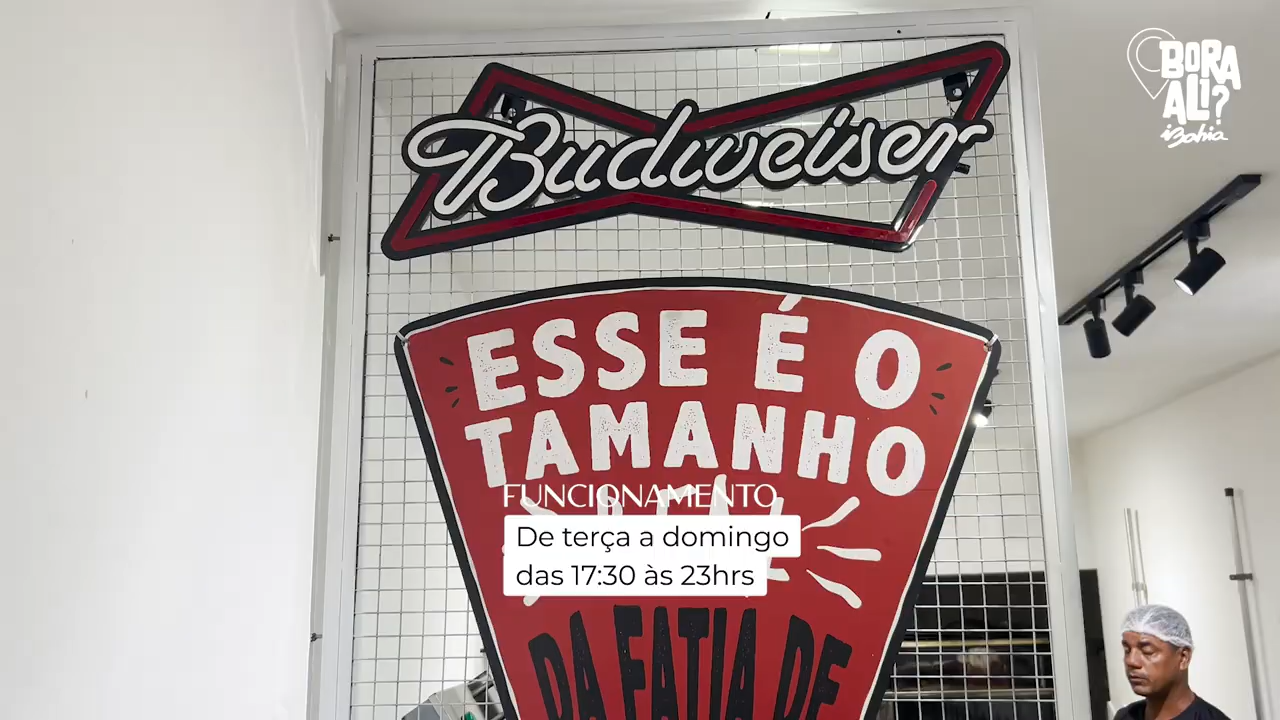 BORA
ALI?
iBahia
Budweiser
ESSE É O
TAMANHO
FUNCIONAMENTO
De terça a domingo
das 17:30 às 23hrs
DA FATIA DE